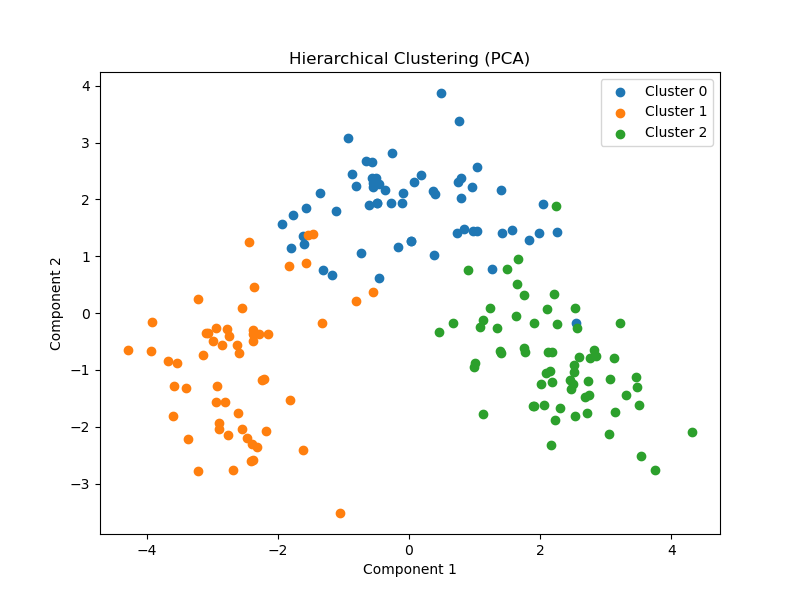 Hierarchical Clustering (PCA)
Cluster 0
Cluster 1
Cluster 2
4
3
2
1
0
−1
−2
−3
Component 2
−4
−2
0
2
4
Component 1